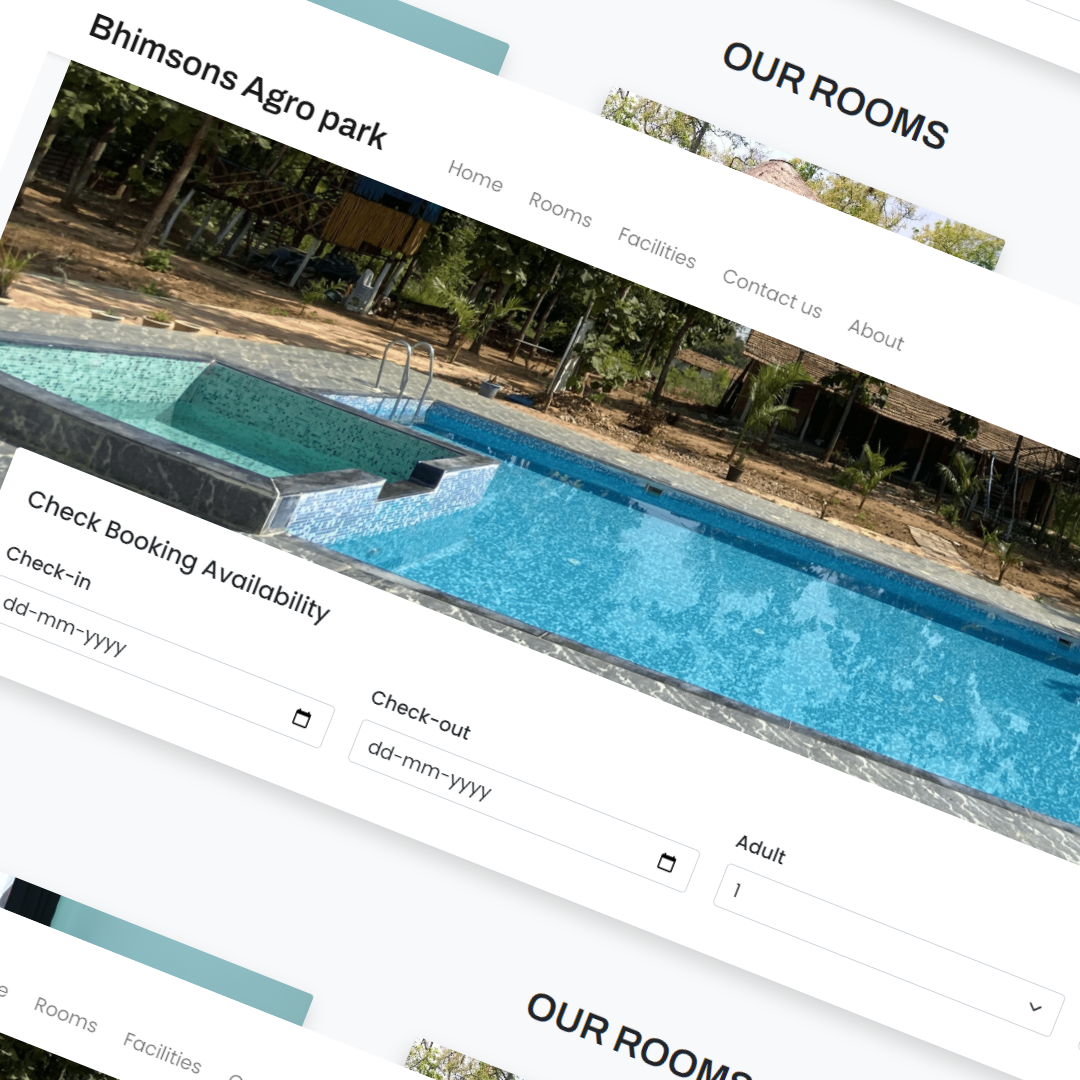 OUR ROOMS
Bhimsons Agro park
Home
Rooms
Facilities
Contact us
About
Check Booking Availability
Check-in
dd-mm-yyyy
Check-out
dd-mm-yyyy
Adult
1
Rooms
Facilities
OUR ROOMS